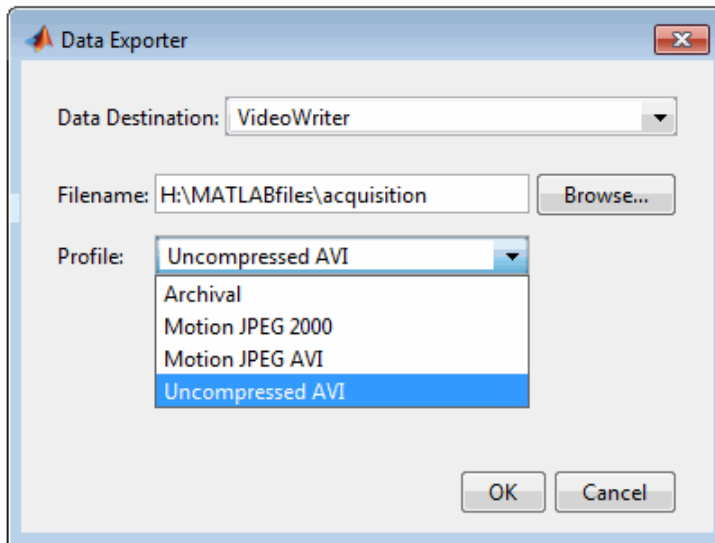 Data Exporter
Data Destination: VideoWriter
Filename: H:\MATLABfiles\acquisition Browse...
Profile: Uncompressed AVI
Archival
Motion JPEG 2000
Motion JPEG AVI
Uncompressed AVI
OK Cancel